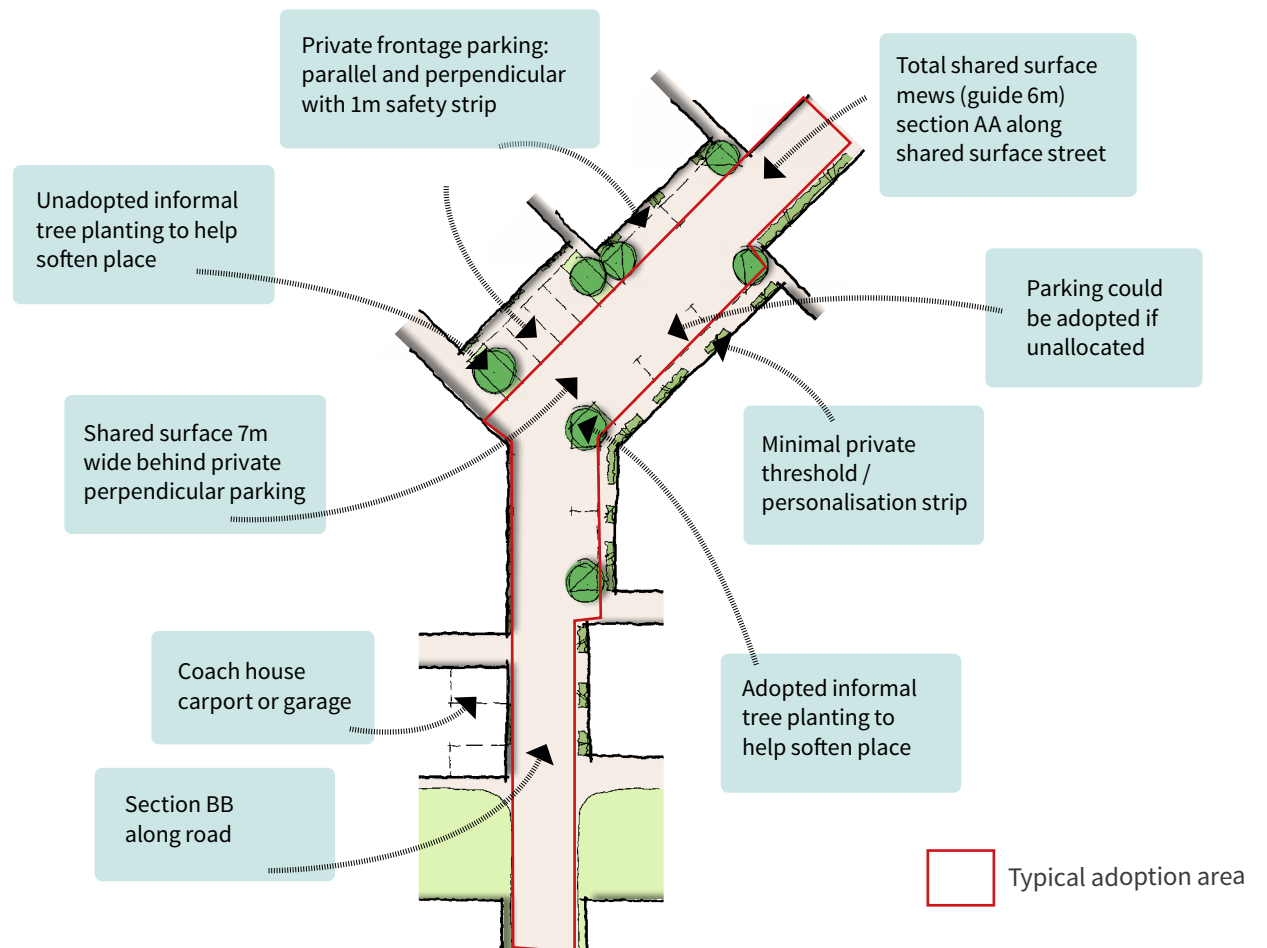 Private frontage parking:
parallel and perpendicular
with 1m safety strip
Total shared surface
mews (guide 6m)
section AA along
shared surface street
Unadopted informal
tree planting to help
soften place
Parking could
be adopted if
unallocated
Shared surface 7m
wide behind private
perpendicular parking
Minimal private
threshold /
personalisation strip
Coach house
carport or garage
Adopted informal
tree planting to
help soften place
Section BB
along road
Typical adoption area